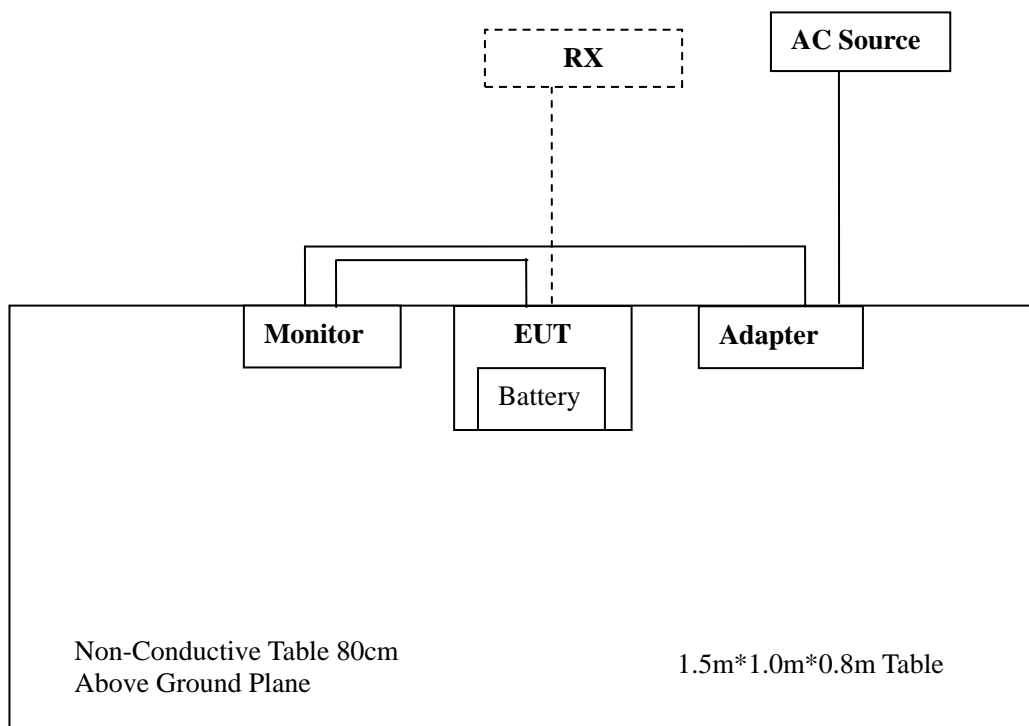 AC Source
RX
Monitor
EUT
Adapter
Battery
Non-Conductive Table 80cm
Above Ground Plane
1.5m*1.0m*0.8m Table